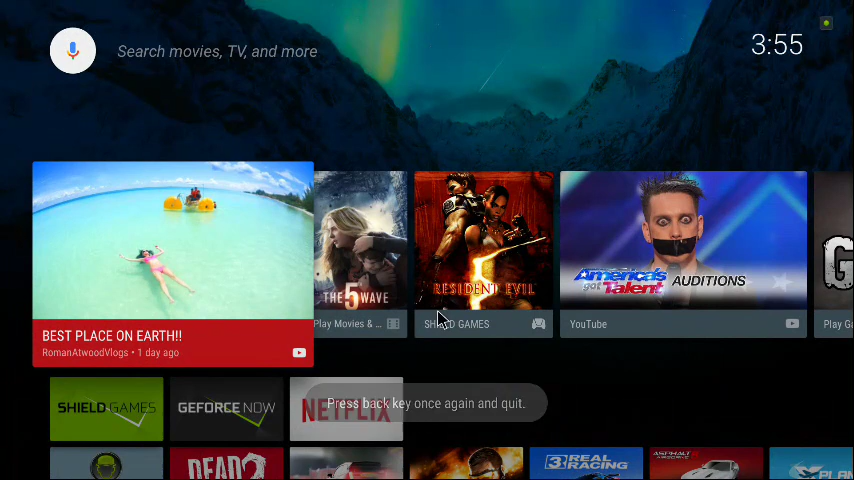 Search movies, TV, and more
3:55
BEST PLACE ON EARTH!!
RomanAtwoodVlogs • 1 day ago
THE 5 WAVE
Play Movies & ...
RESIDENT EVIL
5
SHIELD GAMES
America's
got Talent AUDITIONS
YouTube
G
Play Ga
SHIELD GAMES
GEFORCE NOW
NETFLIX
Press back key once again and quit.
DEAD
2
3 REAL
RACING
ASPHALT
PLAN